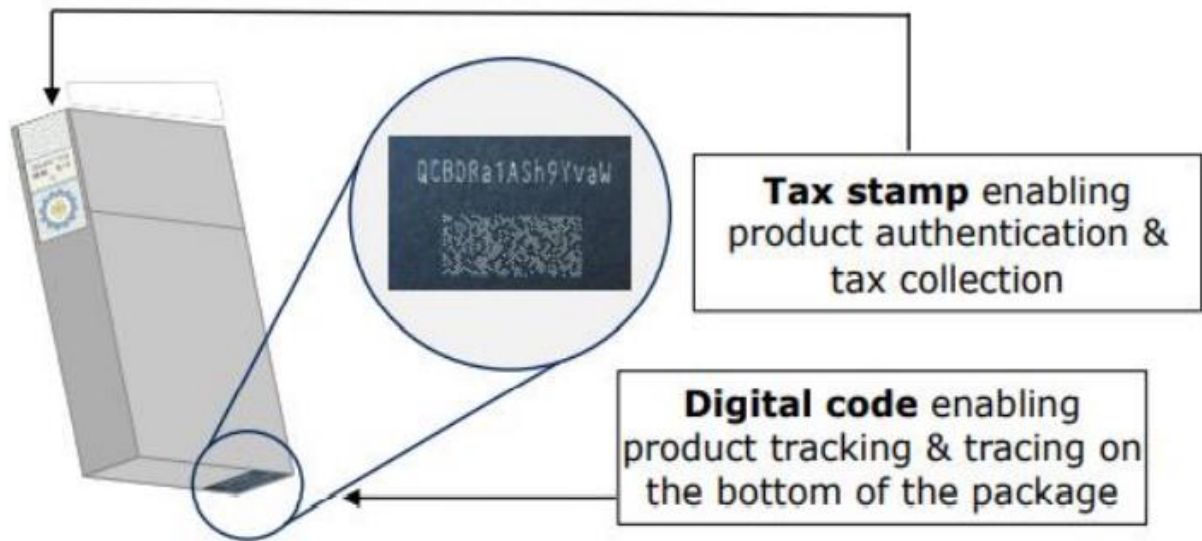 QCBDRa1ASh9YvaW
Tax stamp enabling
product authentication &
tax collection
Digital code enabling
product tracking & tracing on
the bottom of the package